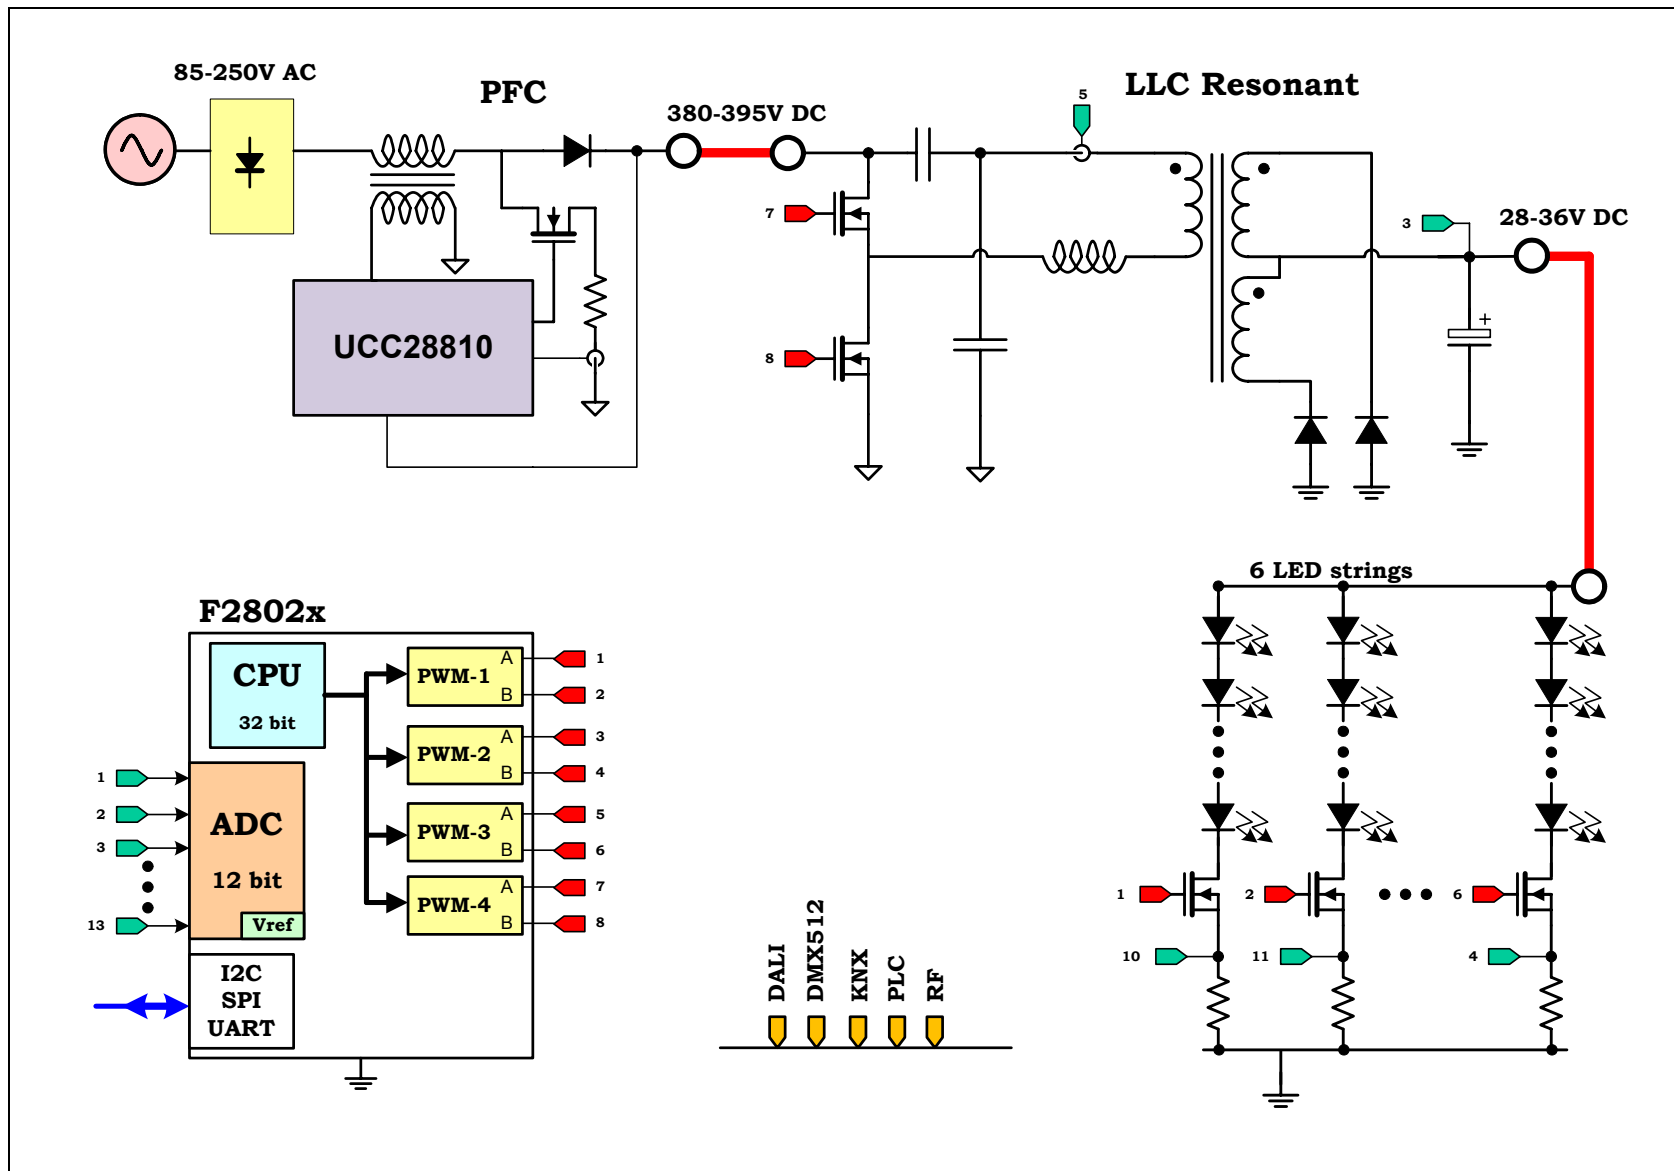 85-250V AC
PFC
380-395V DC
5
LLC Resonant
7
3
28-36V DC
UCC28810
8
+
6 LED strings
F2802x
CPU
32 bit
PWM-1
A
B
1
2
PWM-2
A
B
3
4
PWM-3
A
B
5
6
PWM-4
A
B
7
8
1
2
3
13
ADC
12 bit
Vref
I2C
SPI
UART
DALI
DMX512
KNX
PLC
RF
1
2
6
10
11
4